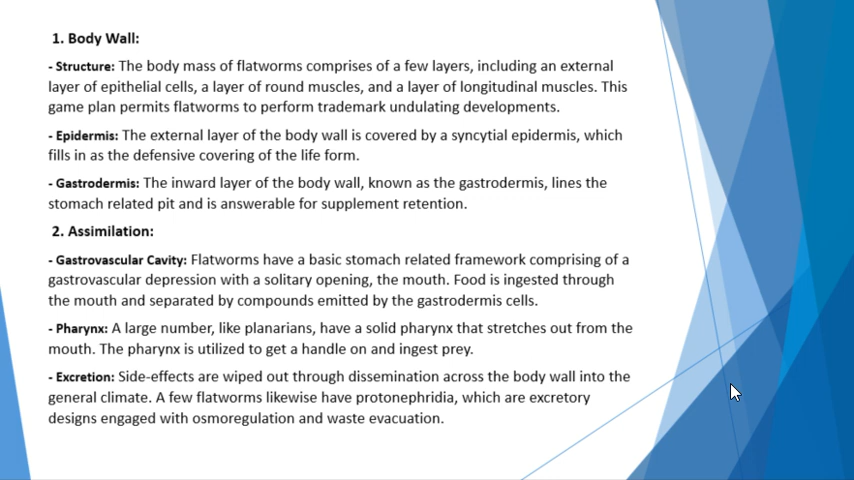 1. Body Wall:
- Structure: The body mass of flatworms comprises of a few layers, including an external
layer of epithelial cells, a layer of round muscles, and a layer of longitudinal muscles. This
game plan permits flatworms to perform trademark undulating developments.
- Epidermis: The external layer of the body wall is covered by a syncytial epidermis, which
fills in as the defensive covering of the life form.
- Gastrodermis: The inward layer of the body wall, known as the gastrodermis, lines the
stomach related pit and is answerable for supplement retention.
2. Assimilation:
- Gastrovascular Cavity: Flatworms have a basic stomach related framework comprising of a
gastrovascular depression with a solitary opening, the mouth. Food is ingested through
the mouth and separated by compounds emitted by the gastrodermis cells.
- Pharynx: A large number, like planarians, have a solid pharynx that stretches out from the
mouth. The pharynx is utilized to get a handle on and ingest prey.
- Excretion: Side-effects are wiped out through dissemination across the body wall into the
general climate. A few flatworms likewise have protonephridia, which are excretory
designs engaged with osmoregulation and waste evacuation.